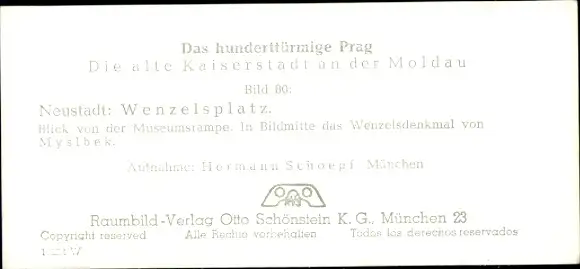 Das hunderttürmige Prag
Die alte Kaiserstadt an der Moldau
Bild 80:
Neustadt: Wenzelsplatz.
Blick von der Museumsrampe. In Bildmitte das Wenzelsdenkmal von
Myslbek.
Aufnahme: Hermann Schoepf München
Raumbild-Verlag Otto Schönstein K. G., München 23
Copyright reserved Alle Rechte vorbehalten Todos los derechos reservados